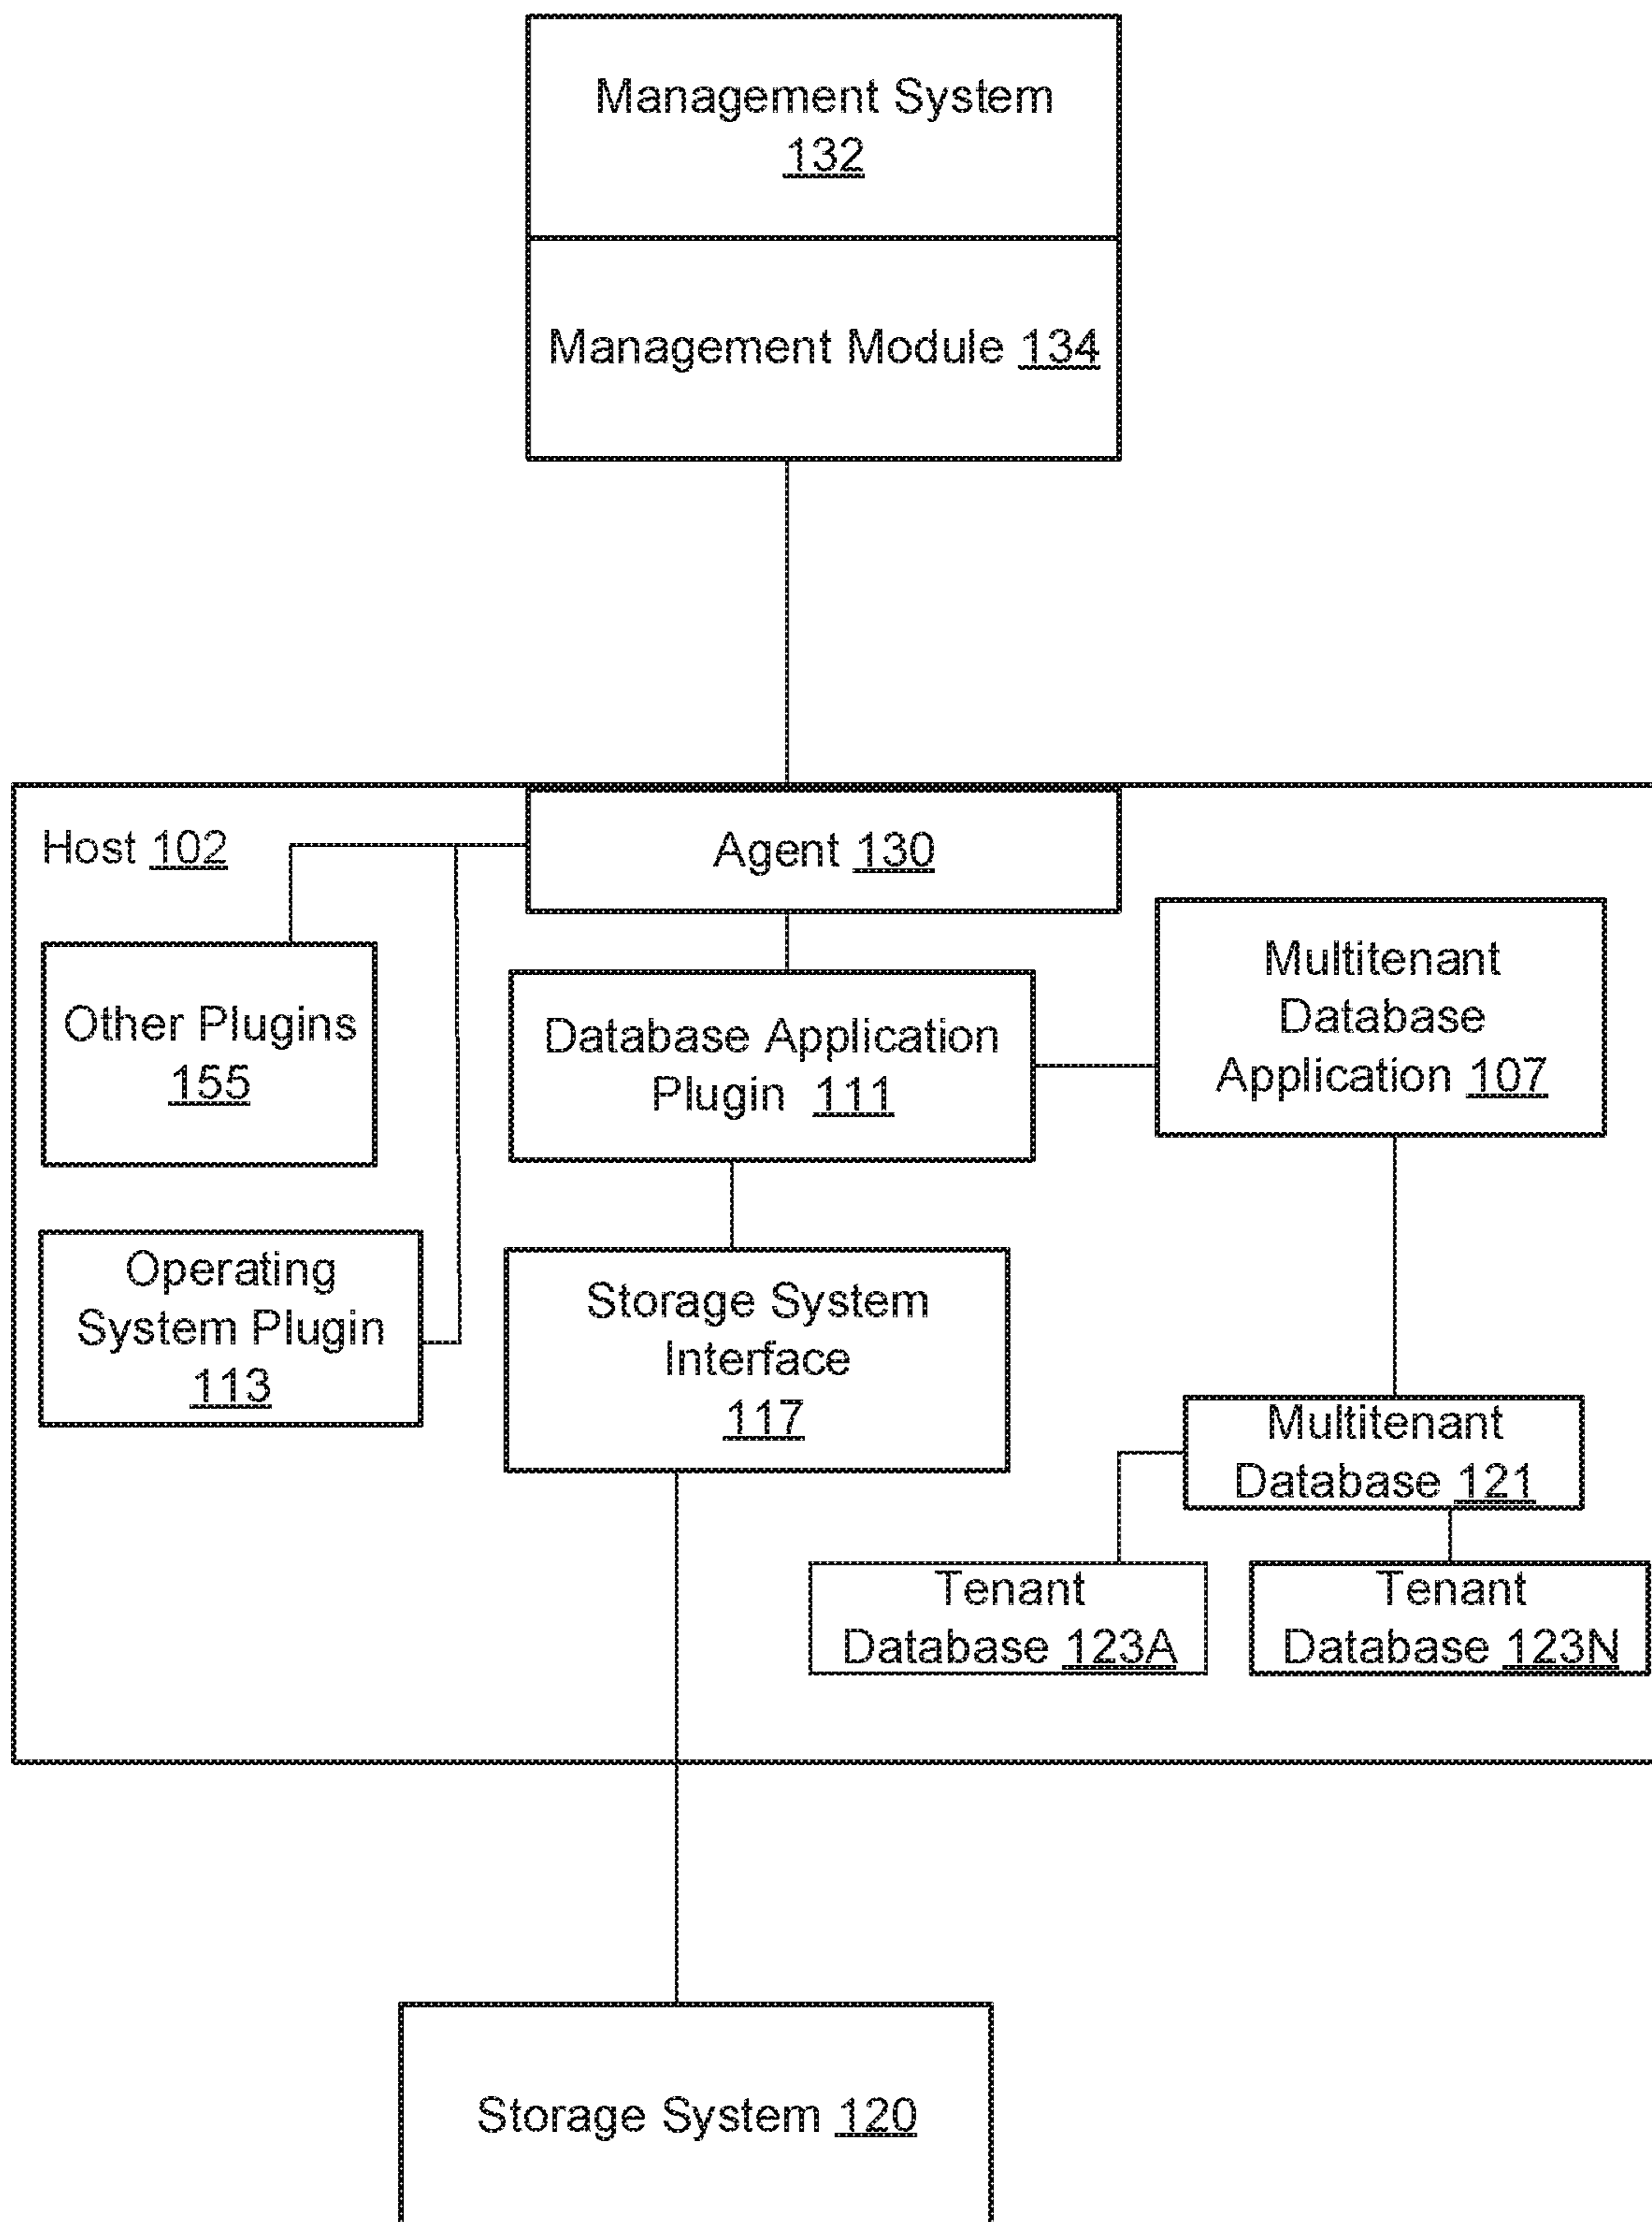 Management System
132
Management Module 134
Host 102
Agent 130
Other Plugins
155
Database Application
Plugin 111
Multitenant
Database
Application 107
Operating
System Plugin
113
Storage System
Interface
117
Multitenant
Database 121
Tenant
Database 123A
Tenant
Database 123N
Storage System 120